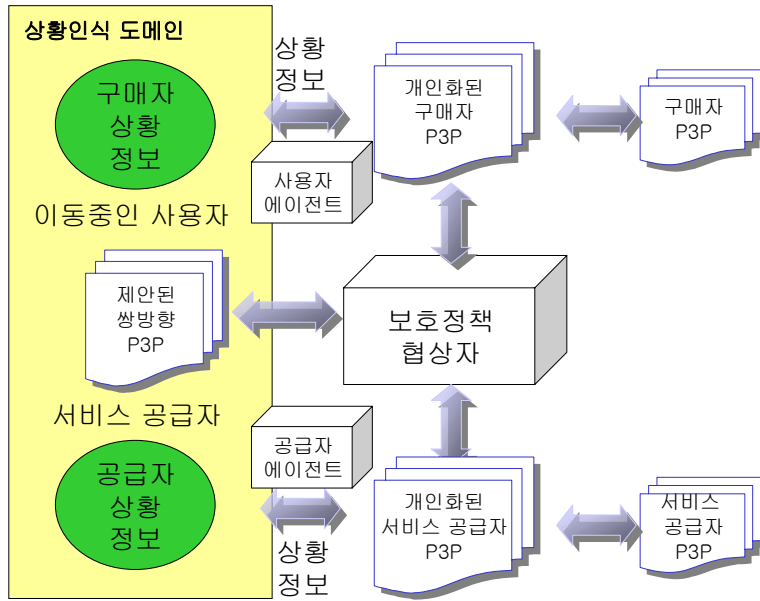 상황인식 도메인
구매자
상황
정보
상황
정보
개인화된
구매자
P3P
구매자
P3P
사용자
에이전트
이동중인 사용자
제안된
쌍방향
P3P
보호정책
협상자
서비스 공급자
공급자
에이전트
공급자
상황
정보
상황
정보
개인화된
서비스 공급자
P3P
서비스
공급자
P3P